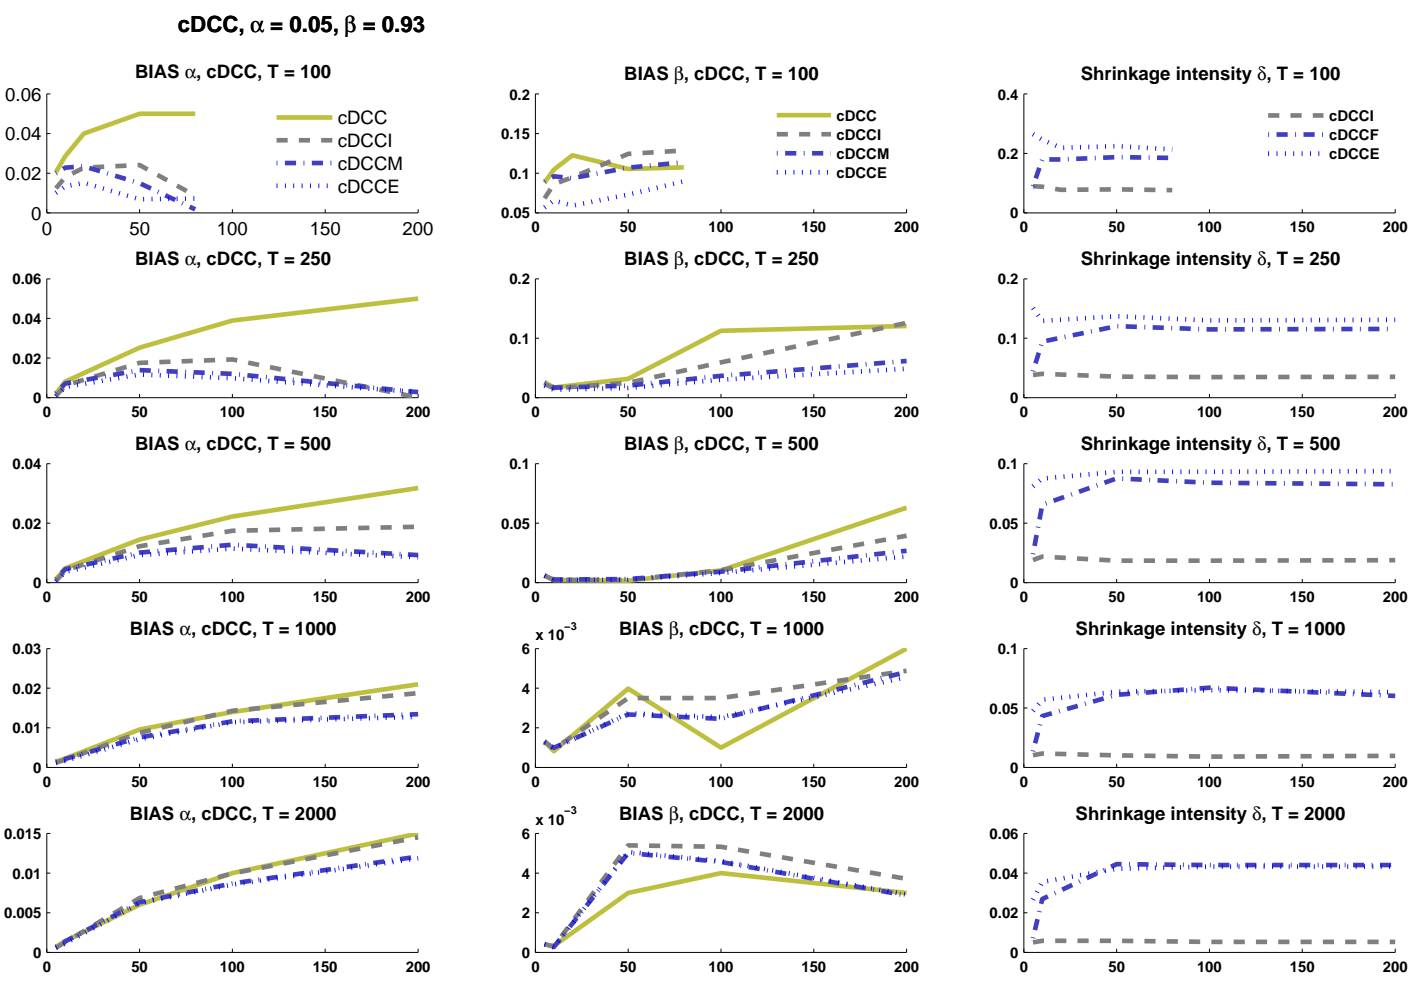 cDCC, α = 0.05, β = 0.93
BIAS α, cDCC, T = 100
0.06
0.04
0.02
0
0 50 100 150 200
cDCC
cDCCI
cDCCM
cDCCE
BIAS β, cDCC, T = 100
0.2
0.15
0.1
0.05
0 50 100 150 200
cDCC
cDCCI
cDCCM
cDCCE
Shrinkage intensity δ, T = 100
0.4
0.2
0
0 50 100 150 200
cDCCI
cDCCF
cDCCE
BIAS α, cDCC, T = 250
0.06
0.04
0.02
0
0 50 100 150 200
BIAS β, cDCC, T = 250
0.2
0.1
0
0 50 100 150 200
Shrinkage intensity δ, T = 250
0.2
0.1
0
0 50 100 150 200
BIAS α, cDCC, T = 500
0.04
0.02
0
0 50 100 150 200
BIAS β, cDCC, T = 500
0.1
0.05
0
0 50 100 150 200
Shrinkage intensity δ, T = 500
0.1
0.05
0
0 50 100 150 200
BIAS α, cDCC, T = 1000
0.03
0.02
0.01
0
0 50 100 150 200
x 10⁻³ BIAS β, cDCC, T = 1000
6
4
2
0
0 50 100 150 200
Shrinkage intensity δ, T = 1000
0.1
0.05
0
0 50 100 150 200
BIAS α, cDCC, T = 2000
0.015
0.01
0.005
0
0 50 100 150 200
x 10⁻³ BIAS β, cDCC, T = 2000
6
4
2
0
0 50 100 150 200
Shrinkage intensity δ, T = 2000
0.06
0.04
0.02
0
0 50 100 150 200